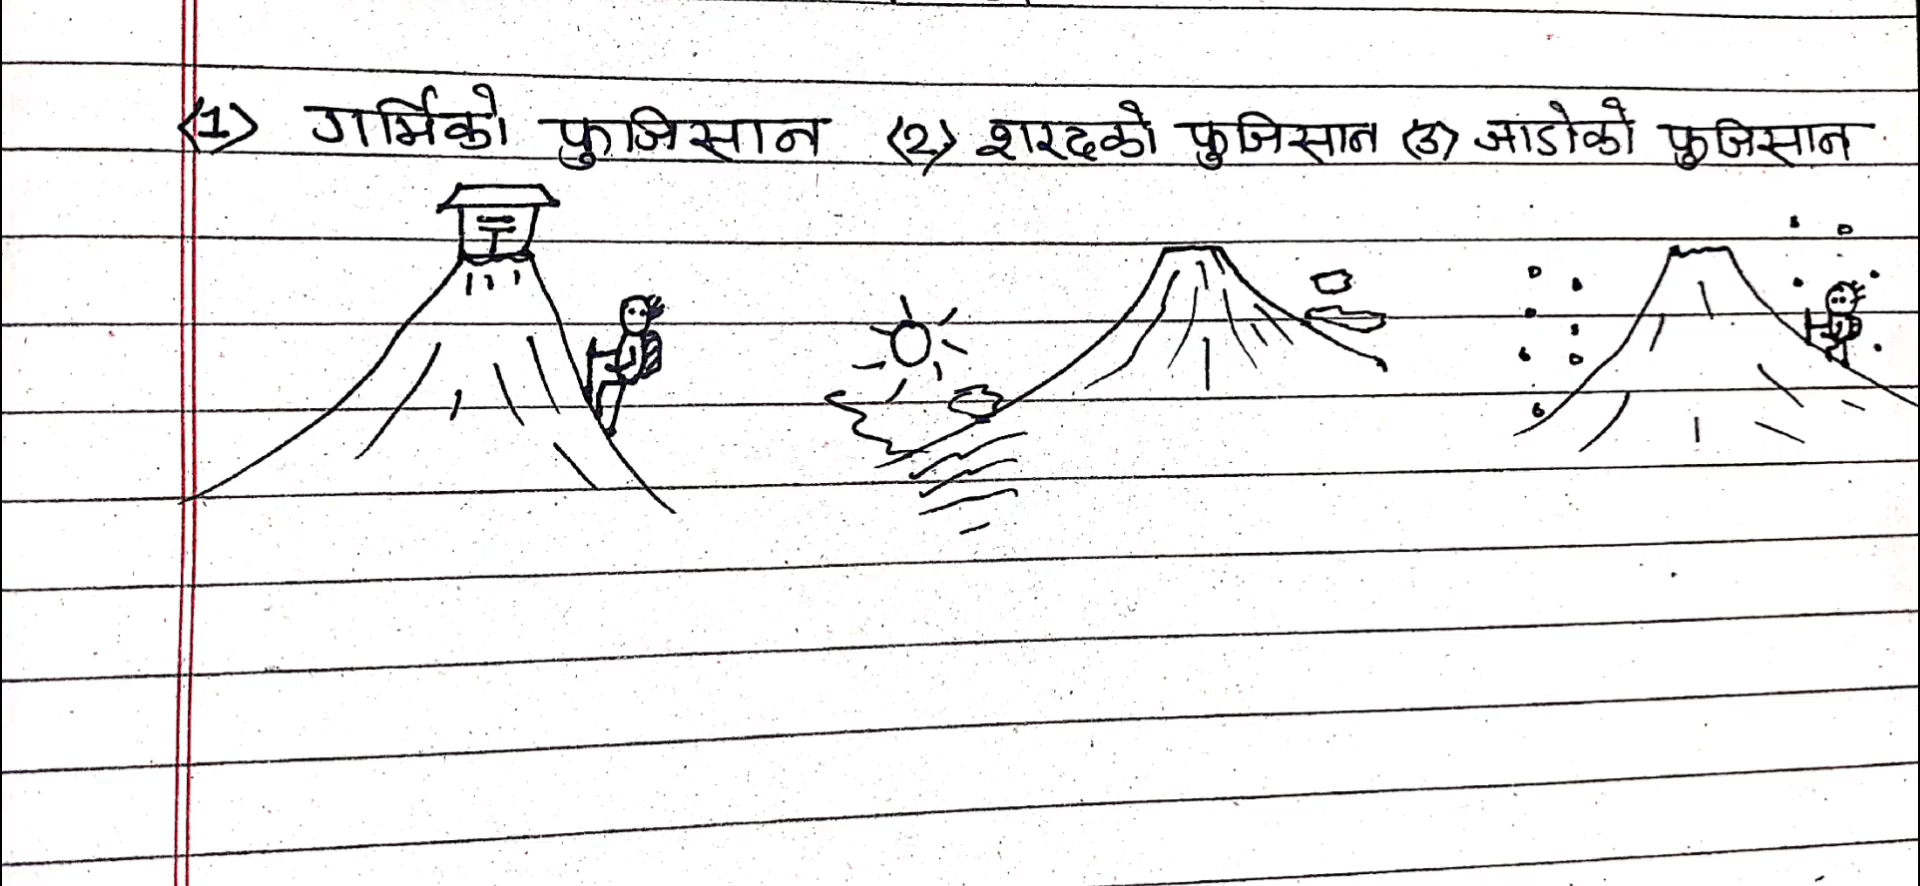 (1) गर्मिको फुजिसान (2) शरदको फुजिसान (3) जाडोको फुजिसान
〒